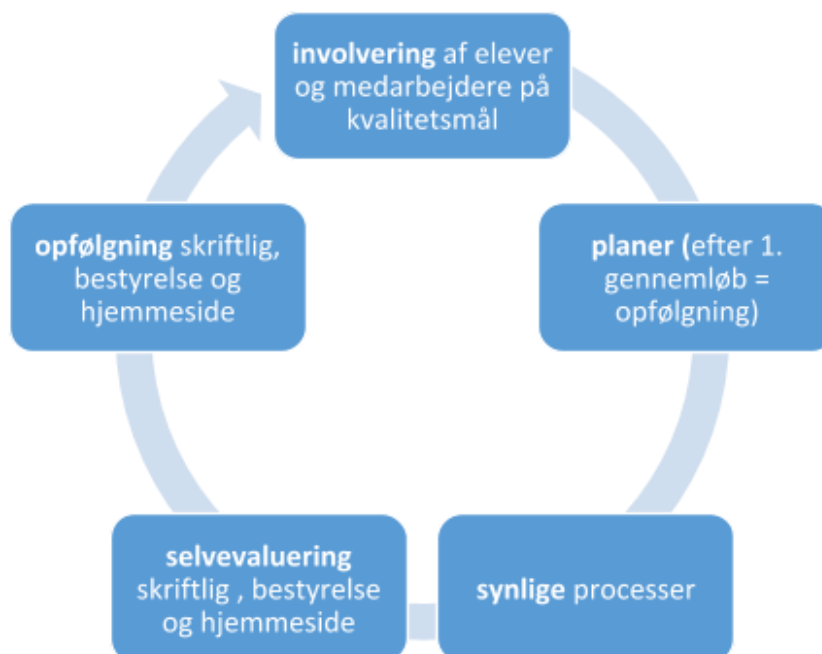 involvering af elever
og medarbejdere på
kvalitetsmål
planer (efter 1.
gennemløb =
opfølgning)
synlige processer
selvevaluering
skriftlig , bestyrelse
og hjemmeside
opfølgning skriftlig,
bestyrelse og
hjemmeside